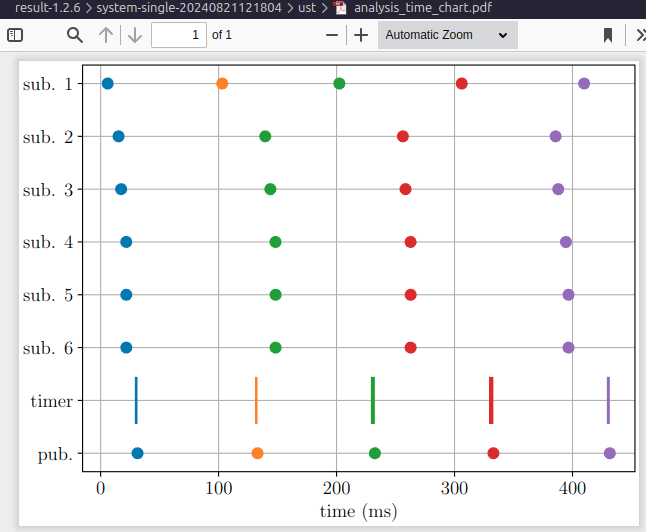 result-1.2.6 > system-single-20240821121804 > ust > analysis_time_chart.pdf
1 of 1 Automatic Zoom
sub. 1
sub. 2
sub. 3
sub. 4
sub. 5
sub. 6
timer
pub.
0 100 200 300 400
time (ms)